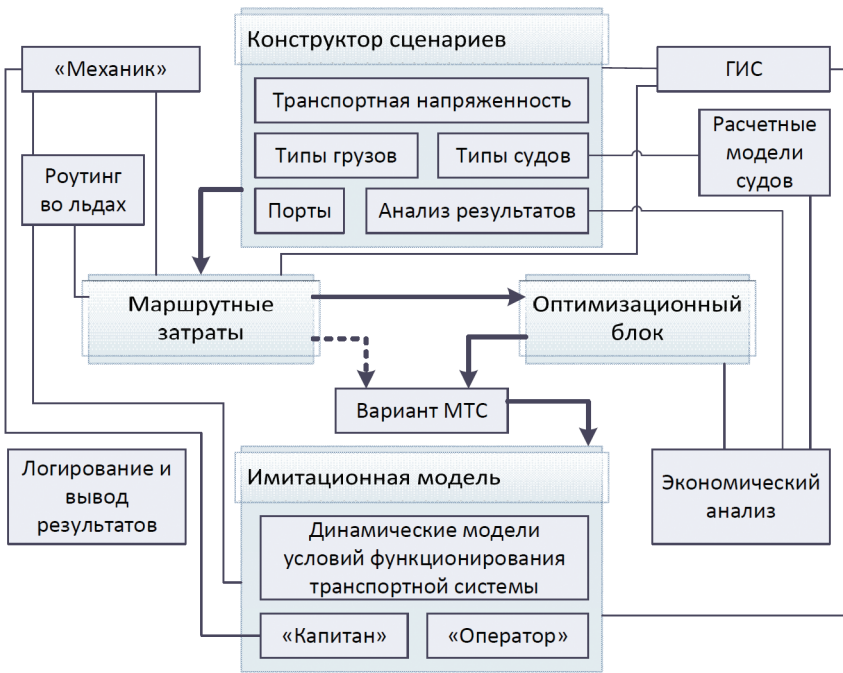 Конструктор сценариев
«Механик»
ГИС
Транспортная напряженность
Расчетные
модели
судов
Типы грузов
Типы судов
Роутинг
во льдах
Порты
Анализ результатов
Маршрутные
затраты
Оптимизационный
блок
Вариант МТС
Логирование и
вывод
результатов
Имитационная модель
Экономический
анализ
Динамические модели
условий функционирования
транспортной системы
«Капитан»
«Оператор»